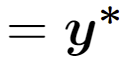 = y*